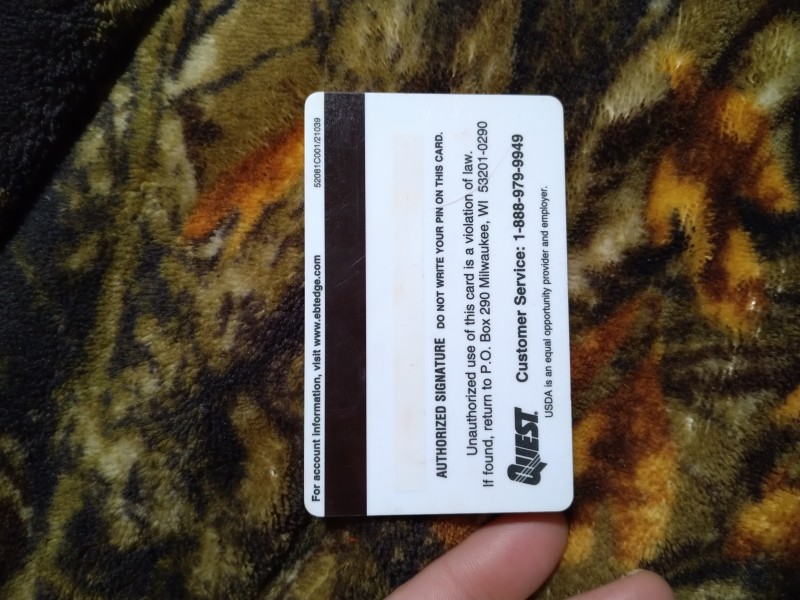 52081C001/21039
For account information, visit www.ebtedge.com
AUTHORIZED SIGNATURE DO NOT WRITE YOUR PIN ON THIS CARD.
Unauthorized use of this card is a violation of law.
If found, return to P.O. Box 290 Milwaukee, WI 53201-0290
QUEST. Customer Service: 1-888-979-9949
USDA is an equal opportunity provider and employer.